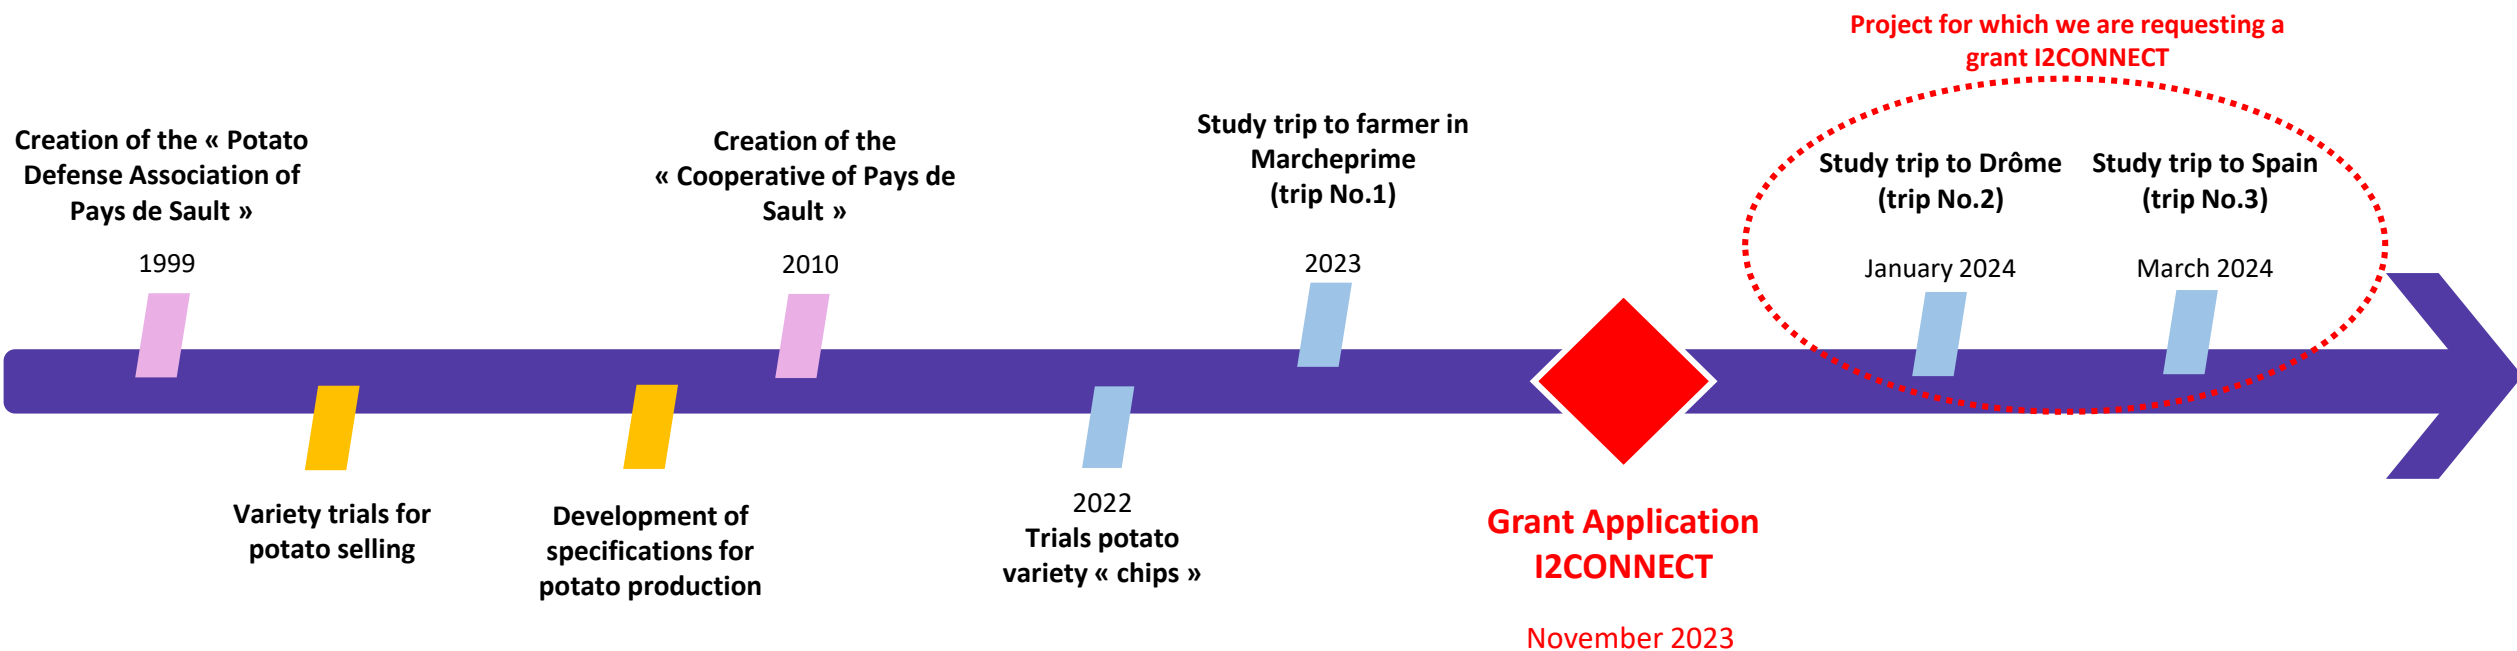 Project for which we are requesting a
grant I2CONNECT
Creation of the « Potato
Defense Association of
Pays de Sault »
1999
Creation of the
« Cooperative of Pays de
Sault »
2010
Study trip to farmer in
Marcheprime
(trip No.1)
2023
Study trip to Drôme
(trip No.2)
January 2024
Study trip to Spain
(trip No.3)
March 2024
Variety trials for
potato selling
Development of
specifications for
potato production
2022
Trials potato
variety « chips »
Grant Application
I2CONNECT
November 2023